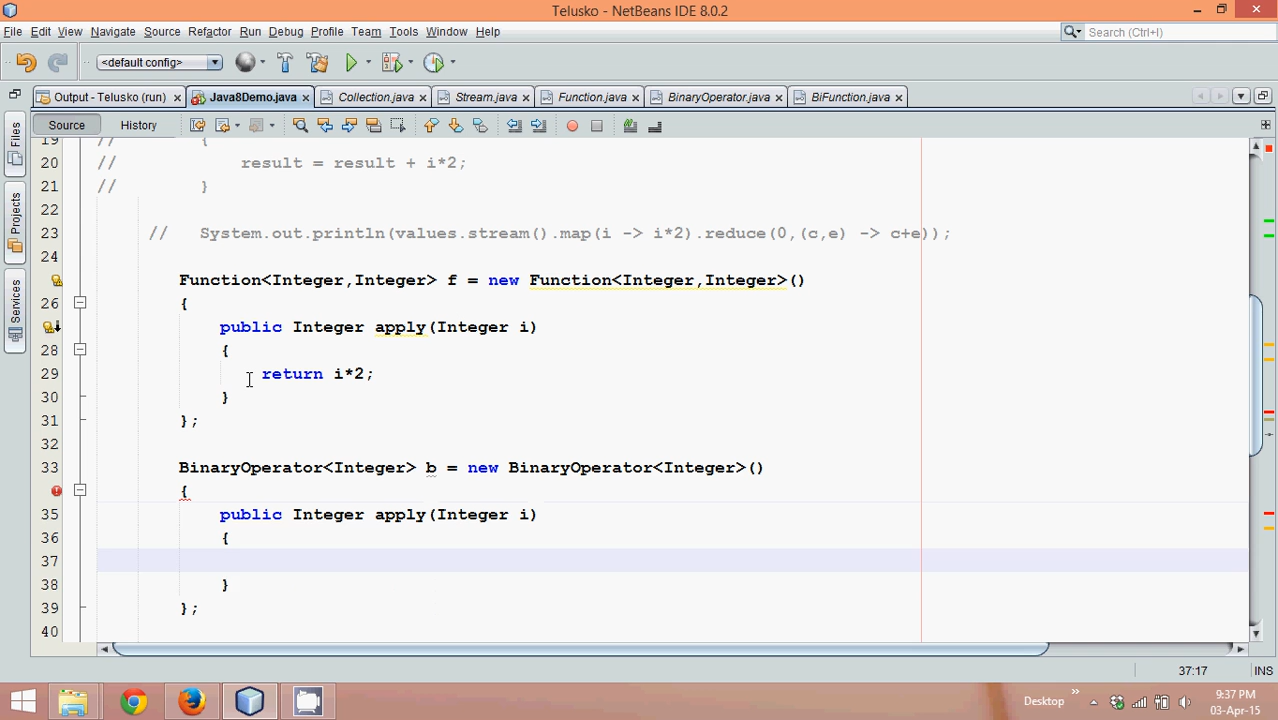 Telusko - NetBeans IDE 8.0.2
File Edit View Navigate Source Refactor Run Debug Profile Team Tools Window Help
Search (Ctrl+I)
<default config>
Output - Telusko (run) Java8Demo.java Collection.java Stream.java Function.java BinaryOperator.java BiFunction.java
Source History
Files
Projects
Services
19 // {
20 // result = result + i*2;
21 // }
22
23 // System.out.println(values.stream().map(i -> i*2).reduce(0,(c,e) -> c+e));
24
Function<Integer,Integer> f = new Function<Integer,Integer>()
26 {
public Integer apply(Integer i)
28 {
29 return i*2;
30 }
31 };
32
33 BinaryOperator<Integer> b = new BinaryOperator<Integer>()
{
35 public Integer apply(Integer i)
36 {
37
38 }
39 };
40
37:17 INS
Desktop
9:37 PM
03-Apr-15